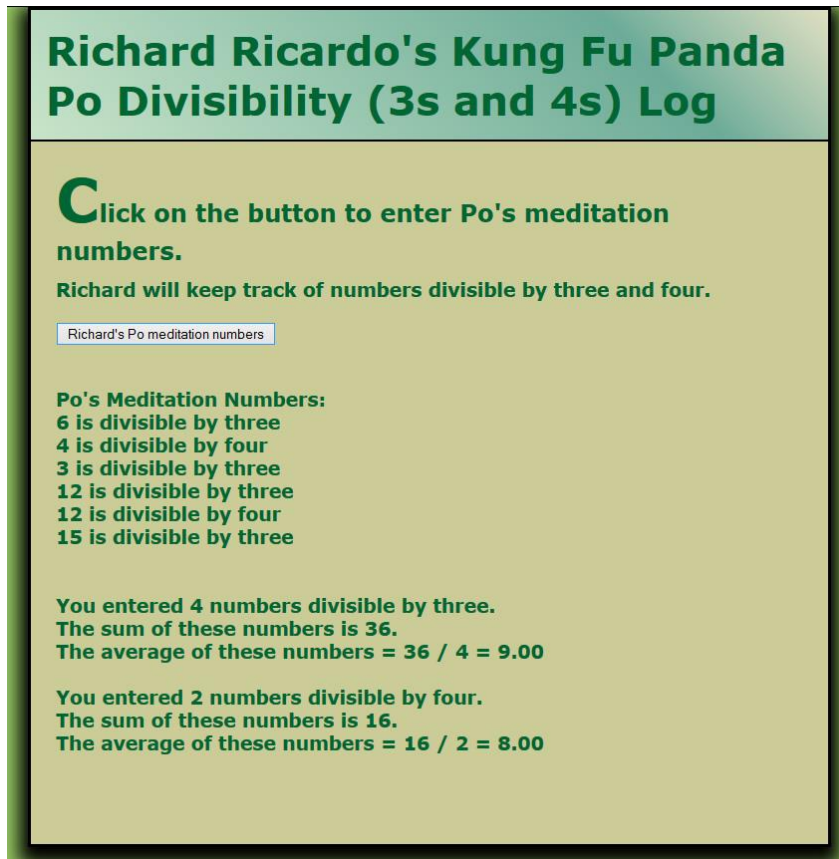 Richard Ricardo's Kung Fu Panda
Po Divisibility (3s and 4s) Log
Click on the button to enter Po's meditation
numbers.
Richard will keep track of numbers divisible by three and four.
Richard's Po meditation numbers
Po's Meditation Numbers:
6 is divisible by three
4 is divisible by four
3 is divisible by three
12 is divisible by three
12 is divisible by four
15 is divisible by three
You entered 4 numbers divisible by three.
The sum of these numbers is 36.
The average of these numbers = 36 / 4 = 9.00
You entered 2 numbers divisible by four.
The sum of these numbers is 16.
The average of these numbers = 16 / 2 = 8.00